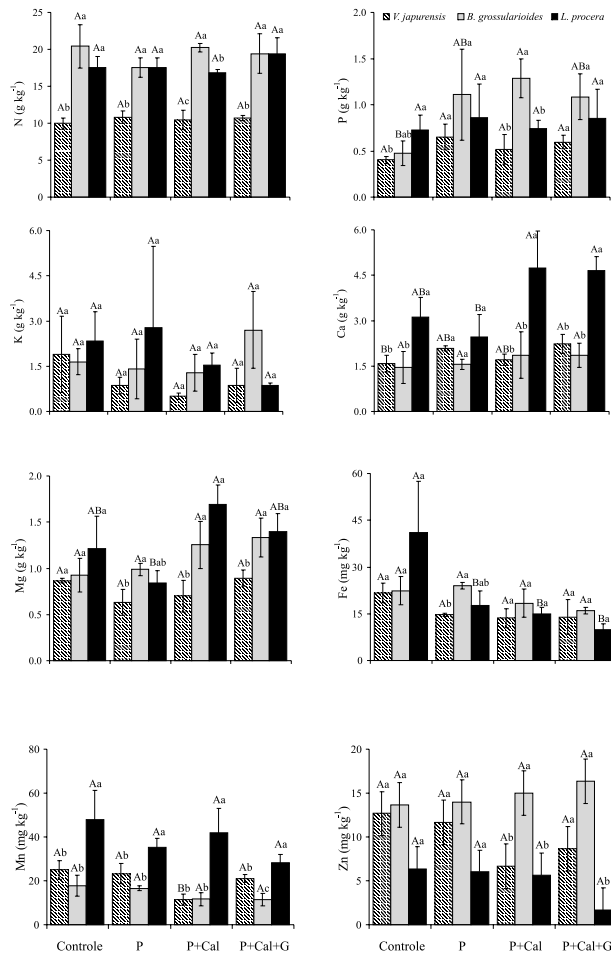 V. japurensis B. grossularioides L. procera
25
20
15
10
5
0
N (g kg-1)
Ab Aa Aa
Ab Aa Aa
Ac Aa Ab
Ab Aa Aa
2.0
1.5
1.0
0.5
0.0
P (g kg-1)
Ab Bab Aa
Ab ABa Aa
Ab Aa Ab
Ab ABa Aa
6.0
4.5
3.0
1.5
0.0
K (g kg-1)
Aa Aa Aa
Aa Aa Aa
Aa Aa Aa
Aa Aa Aa
6.0
4.5
3.0
1.5
0.0
Ca (g kg-1)
Bb Ab ABa
ABa Aa Ba
ABb Ab Aa
Ab Ab Aa
2.0
1.5
1.0
0.5
0.0
Mg (g kg-1)
Aa Aa ABa
Ab Aa Bab
Ab Aa Aa
Ab Aa ABa
60
45
30
15
0
Fe (mg kg-1)
Aa Aa Aa
Ab Aa Bab
Aa Aa Ba
Aa Aa Ba
80
60
40
20
0
Mn (mg kg-1)
Ab Ab Aa
Ab Ab Aa
Bb Ab Aa
Ab Ac Aa
Controle P P+Cal P+Cal+G
20
15
10
5
0
Zn (mg kg-1)
Aa Aa Aa
Aa Aa Aa
Aa Aa Ab
Aa Aa Ab
Controle P P+Cal P+Cal+G